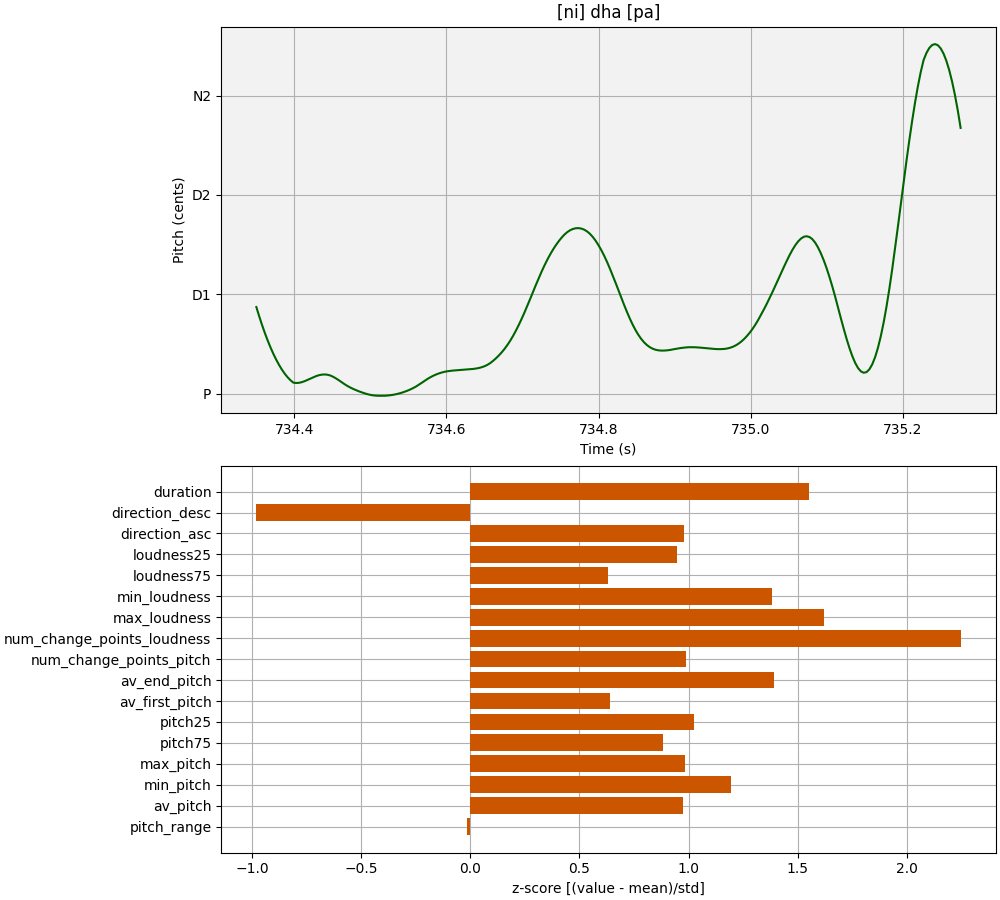 [ni] dha [pa]
N2
D2
D1
P
Pitch (cents)
734.4 734.6 734.8 735.0 735.2
Time (s)
duration
direction_desc
direction_asc
loudness25
loudness75
min_loudness
max_loudness
num_change_points_loudness
num_change_points_pitch
av_end_pitch
av_first_pitch
pitch25
pitch75
max_pitch
min_pitch
av_pitch
pitch_range
−1.0 −0.5 0.0 0.5 1.0 1.5 2.0
z-score [(value - mean)/std]